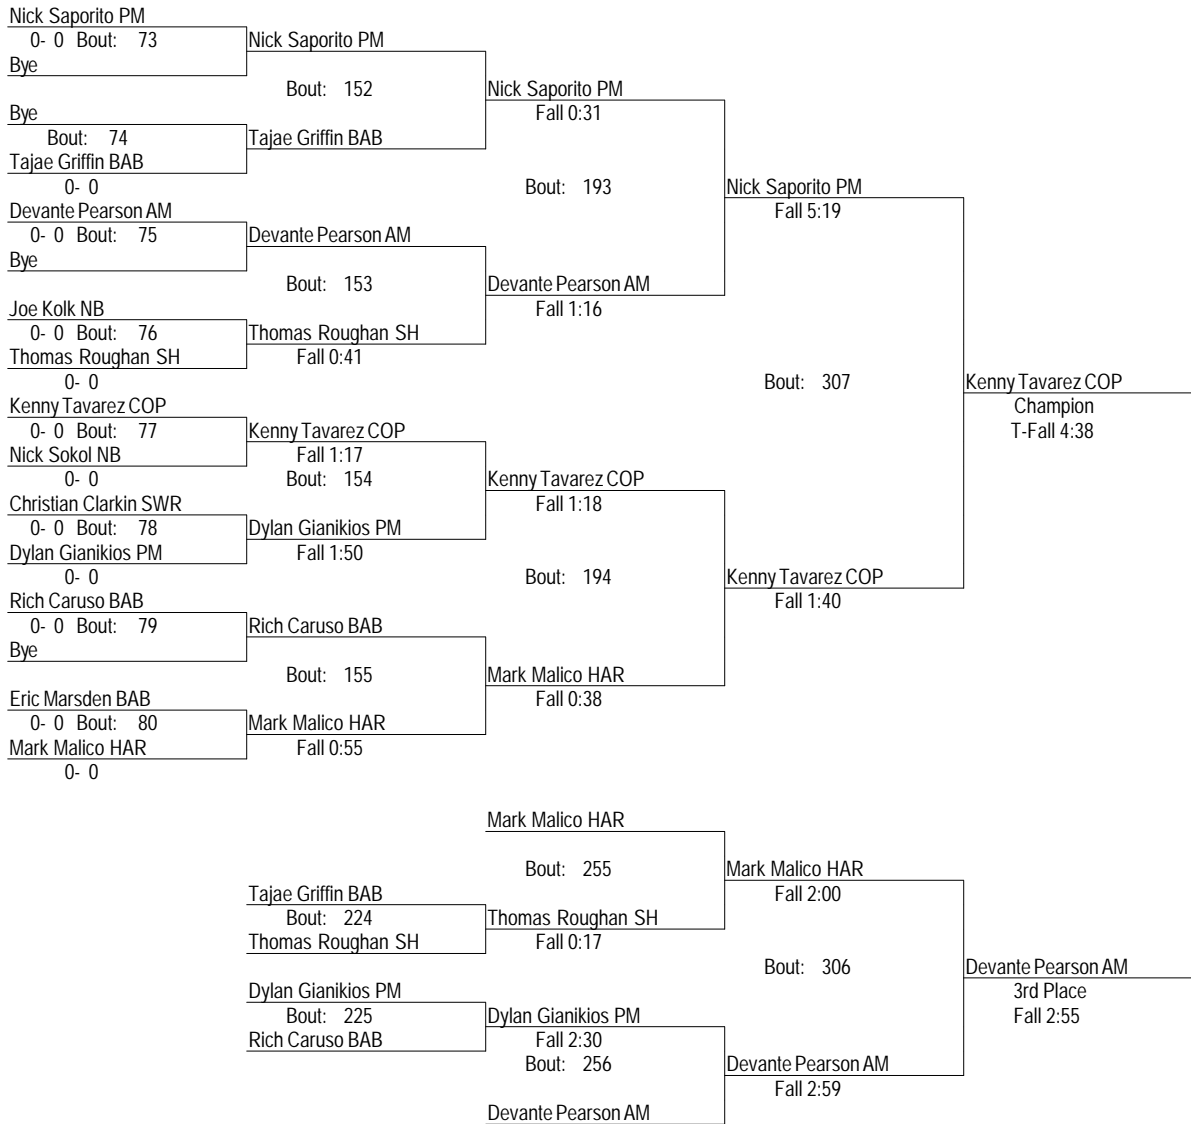 Nick Saporito PM
0- 0 Bout: 73
Bye
Nick Saporito PM
Bout: 152
Bye
Bout: 74
Tajae Griffin BAB
0- 0
Tajae Griffin BAB
Nick Saporito PM
Fall 0:31
Bout: 193
Devante Pearson AM
0- 0 Bout: 75
Bye
Devante Pearson AM
Bout: 153
Joe Kolk NB
0- 0 Bout: 76
Thomas Roughan SH
0- 0
Thomas Roughan SH
Fall 0:41
Devante Pearson AM
Fall 1:16
Nick Saporito PM
Fall 5:19
Bout: 307
Kenny Tavarez COP
0- 0 Bout: 77
Nick Sokol NB
0- 0
Kenny Tavarez COP
Fall 1:17
Bout: 154
Christian Clarkin SWR
0- 0 Bout: 78
Dylan Gianikios PM
0- 0
Dylan Gianikios PM
Fall 1:50
Kenny Tavarez COP
Fall 1:18
Bout: 194
Rich Caruso BAB
0- 0 Bout: 79
Bye
Rich Caruso BAB
Bout: 155
Eric Marsden BAB
0- 0 Bout: 80
Mark Malico HAR
0- 0
Mark Malico HAR
Fall 0:55
Mark Malico HAR
Fall 0:38
Kenny Tavarez COP
Fall 1:40
Kenny Tavarez COP
Champion
T-Fall 4:38
Mark Malico HAR
Bout: 255
Tajae Griffin BAB
Bout: 224
Thomas Roughan SH
Thomas Roughan SH
Fall 0:17
Mark Malico HAR
Fall 2:00
Bout: 306
Dylan Gianikios PM
Bout: 225
Rich Caruso BAB
Dylan Gianikios PM
Fall 2:30
Bout: 256
Devante Pearson AM
Devante Pearson AM
Fall 2:59
Devante Pearson AM
3rd Place
Fall 2:55